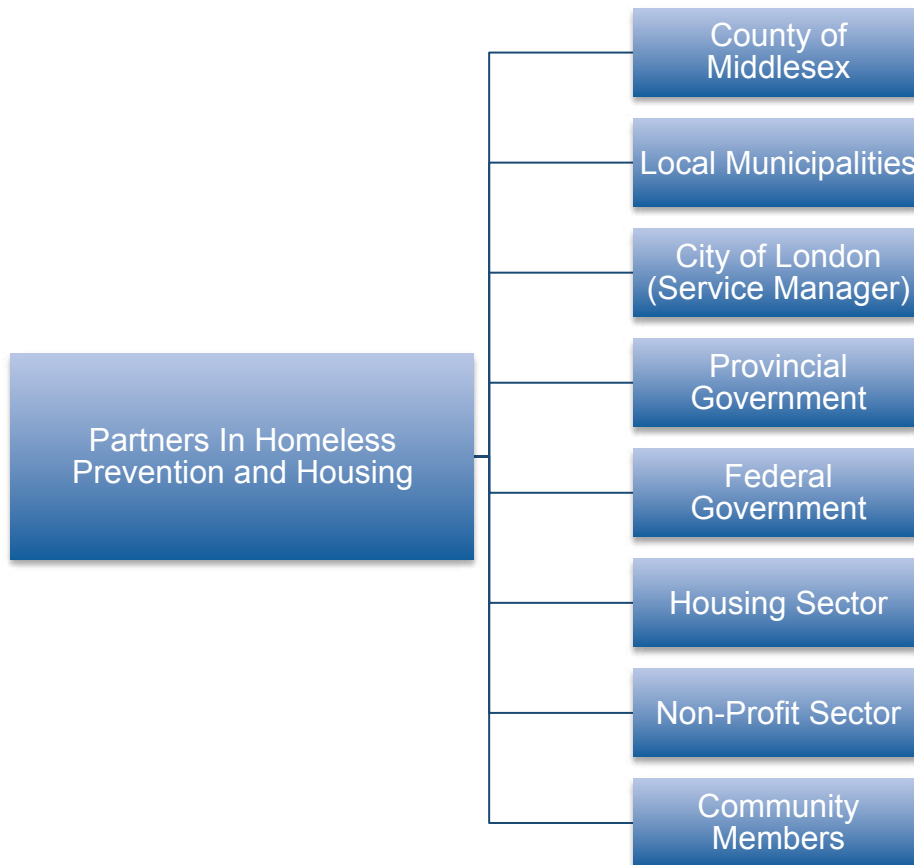 County of
Middlesex
Local Municipalities
City of London
(Service Manager)
Provincial
Government
Partners In Homeless
Prevention and Housing
Federal
Government
Housing Sector
Non-Profit Sector
Community
Members